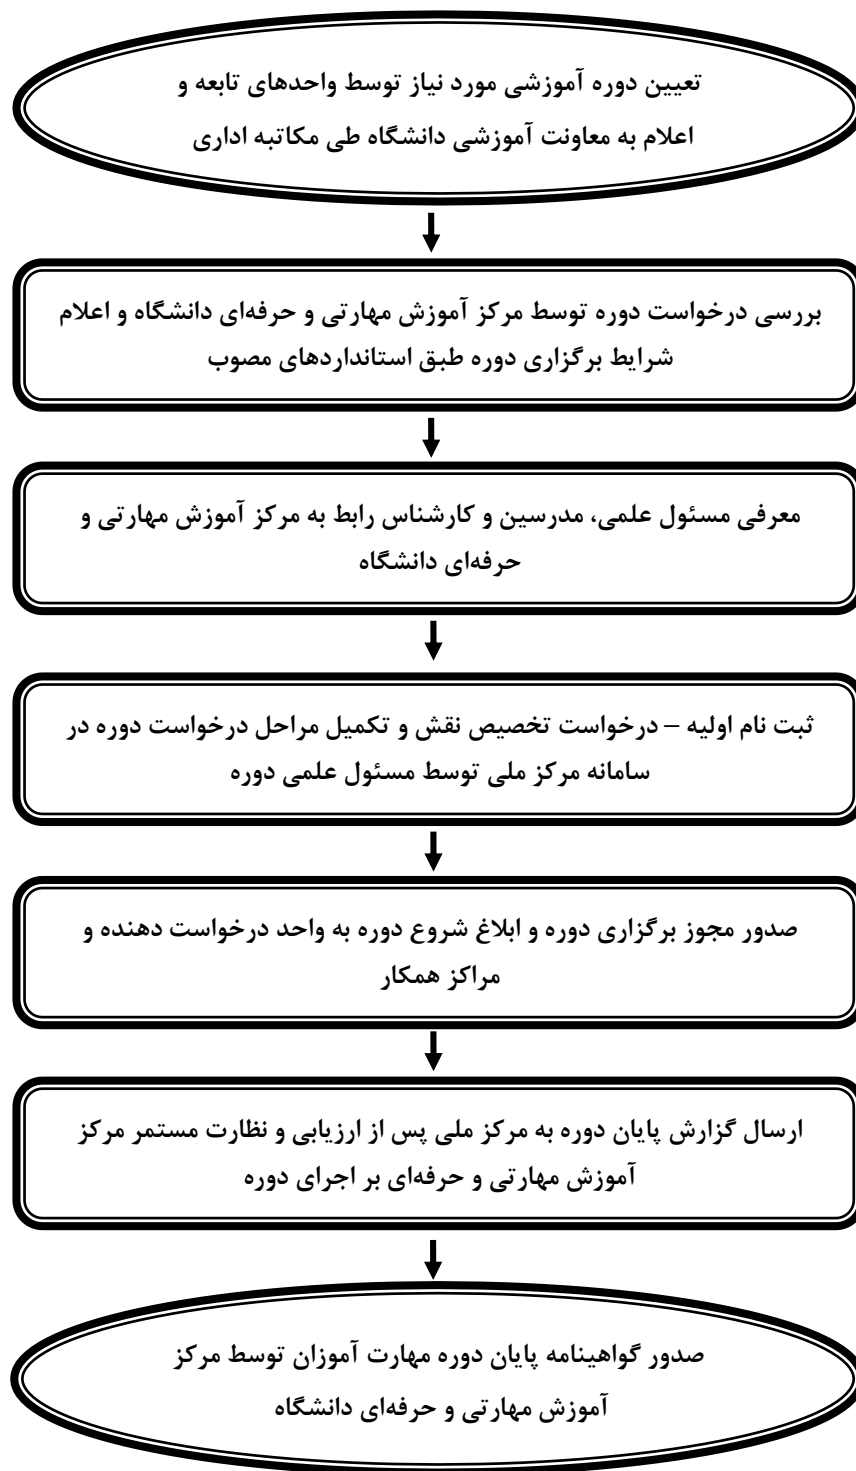 تعیین دوره آموزشی مورد نیاز توسط واحدهای تابعه و
اعلام به معاونت آموزشی دانشگاه طی مکاتبه اداری
بررسی درخواست دوره توسط مرکز آموزش مهارتی و حرفه‌ای دانشگاه و اعلام
شرایط برگزاری دوره طبق استانداردهای مصوب
معرفی مسئول علمی، مدرسین و کارشناس رابط به مرکز آموزش مهارتی و
حرفه‌ای دانشگاه
ثبت نام اولیه – درخواست تخصیص نقش و تکمیل مراحل درخواست دوره در
سامانه مرکز ملی توسط مسئول علمی دوره
صدور مجوز برگزاری دوره و ابلاغ شروع دوره به واحد درخواست دهنده و
مراکز همکار
ارسال گزارش پایان دوره به مرکز ملی پس از ارزیابی و نظارت مستمر مرکز
آموزش مهارتی و حرفه‌ای بر اجرای دوره
صدور گواهینامه پایان دوره مهارت آموزان توسط مرکز
آموزش مهارتی و حرفه‌ای دانشگاه